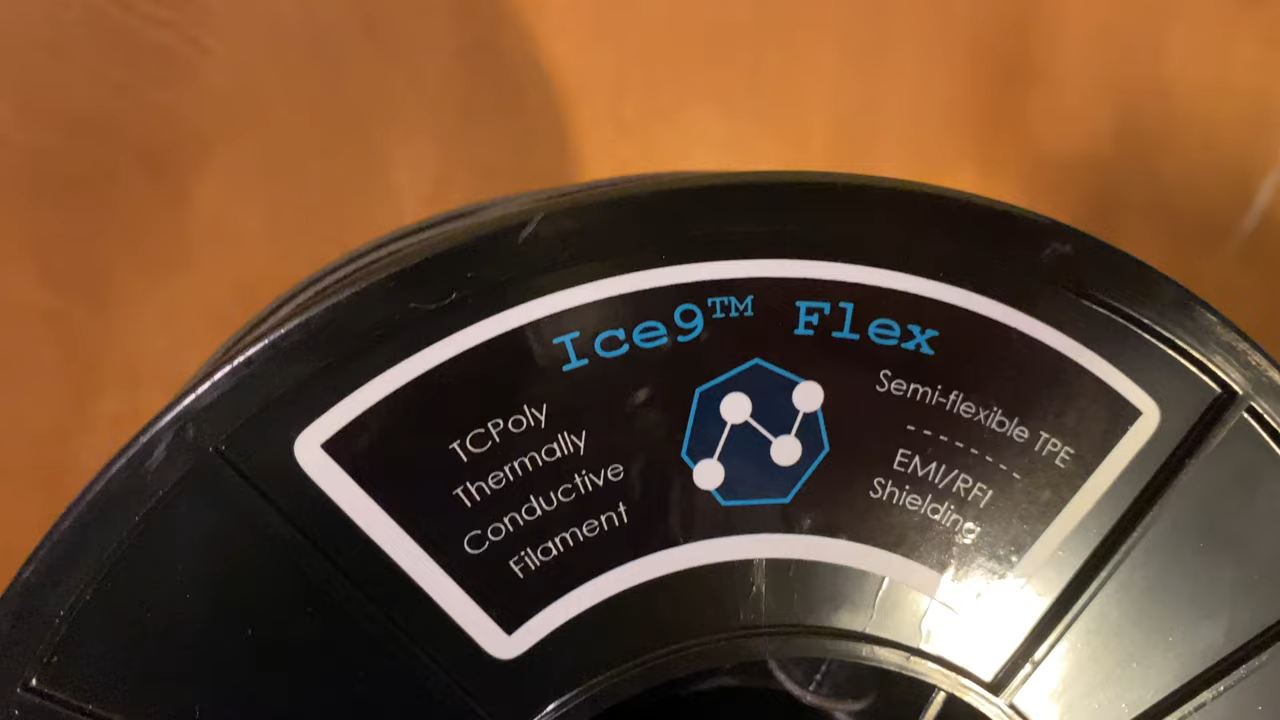 Ice9™ Flex
TCPoly
Thermally
Conductive
Filament
Semi-flexible TPE
--------
EMI/RFI
Shielding